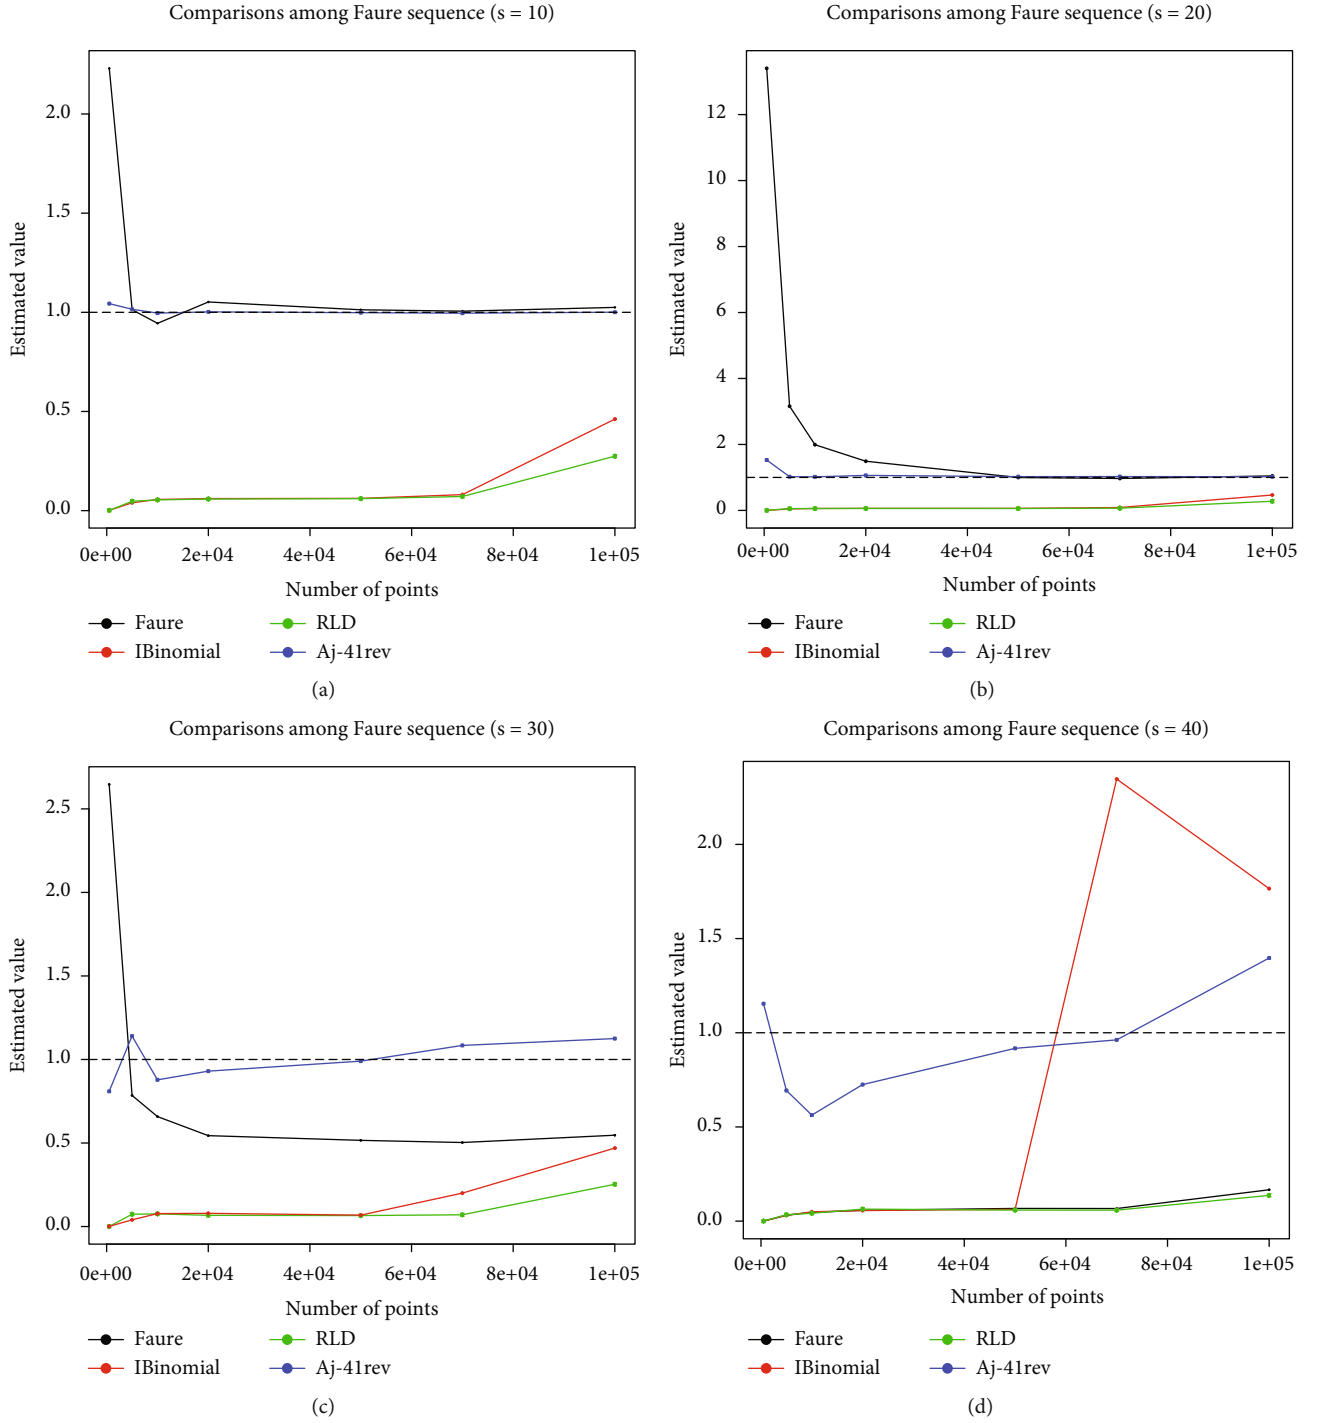 Comparisons among Faure sequence (s = 10)
Estimated value
2.0
1.5
1.0
0.5
0.0
0e+00 2e+04 4e+04 6e+04 8e+04 1e+05
Number of points
Faure RLD
IBinomial Aj-41rev
(a)
Comparisons among Faure sequence (s = 20)
Estimated value
12
10
8
6
4
2
0
0e+00 2e+04 4e+04 6e+04 8e+04 1e+05
Number of points
Faure RLD
IBinomial Aj-41rev
(b)
Comparisons among Faure sequence (s = 30)
Estimated value
2.5
2.0
1.5
1.0
0.5
0.0
0e+00 2e+04 4e+04 6e+04 8e+04 1e+05
Number of points
Faure RLD
IBinomial Aj-41rev
(c)
Comparisons among Faure sequence (s = 40)
Estimated value
2.0
1.5
1.0
0.5
0.0
0e+00 2e+04 4e+04 6e+04 8e+04 1e+05
Number of points
Faure RLD
IBinomial Aj-41rev
(d)